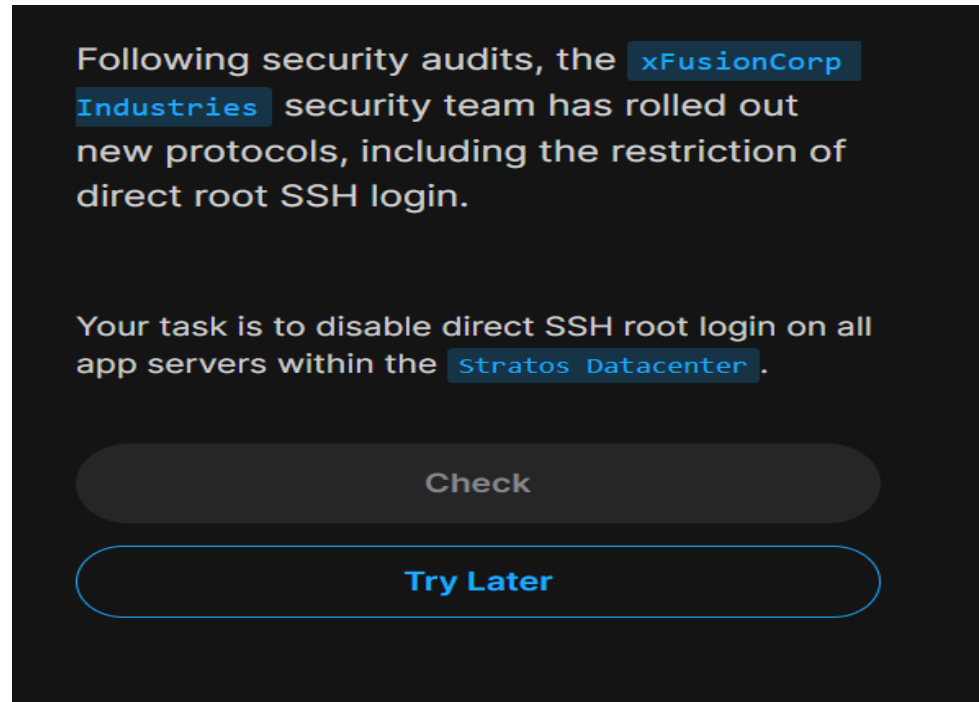 Following security audits, the xFusionCorp
Industries security team has rolled out
new protocols, including the restriction of
direct root SSH login.
Your task is to disable direct SSH root login on all
app servers within the Stratos Datacenter.
Check
Try Later